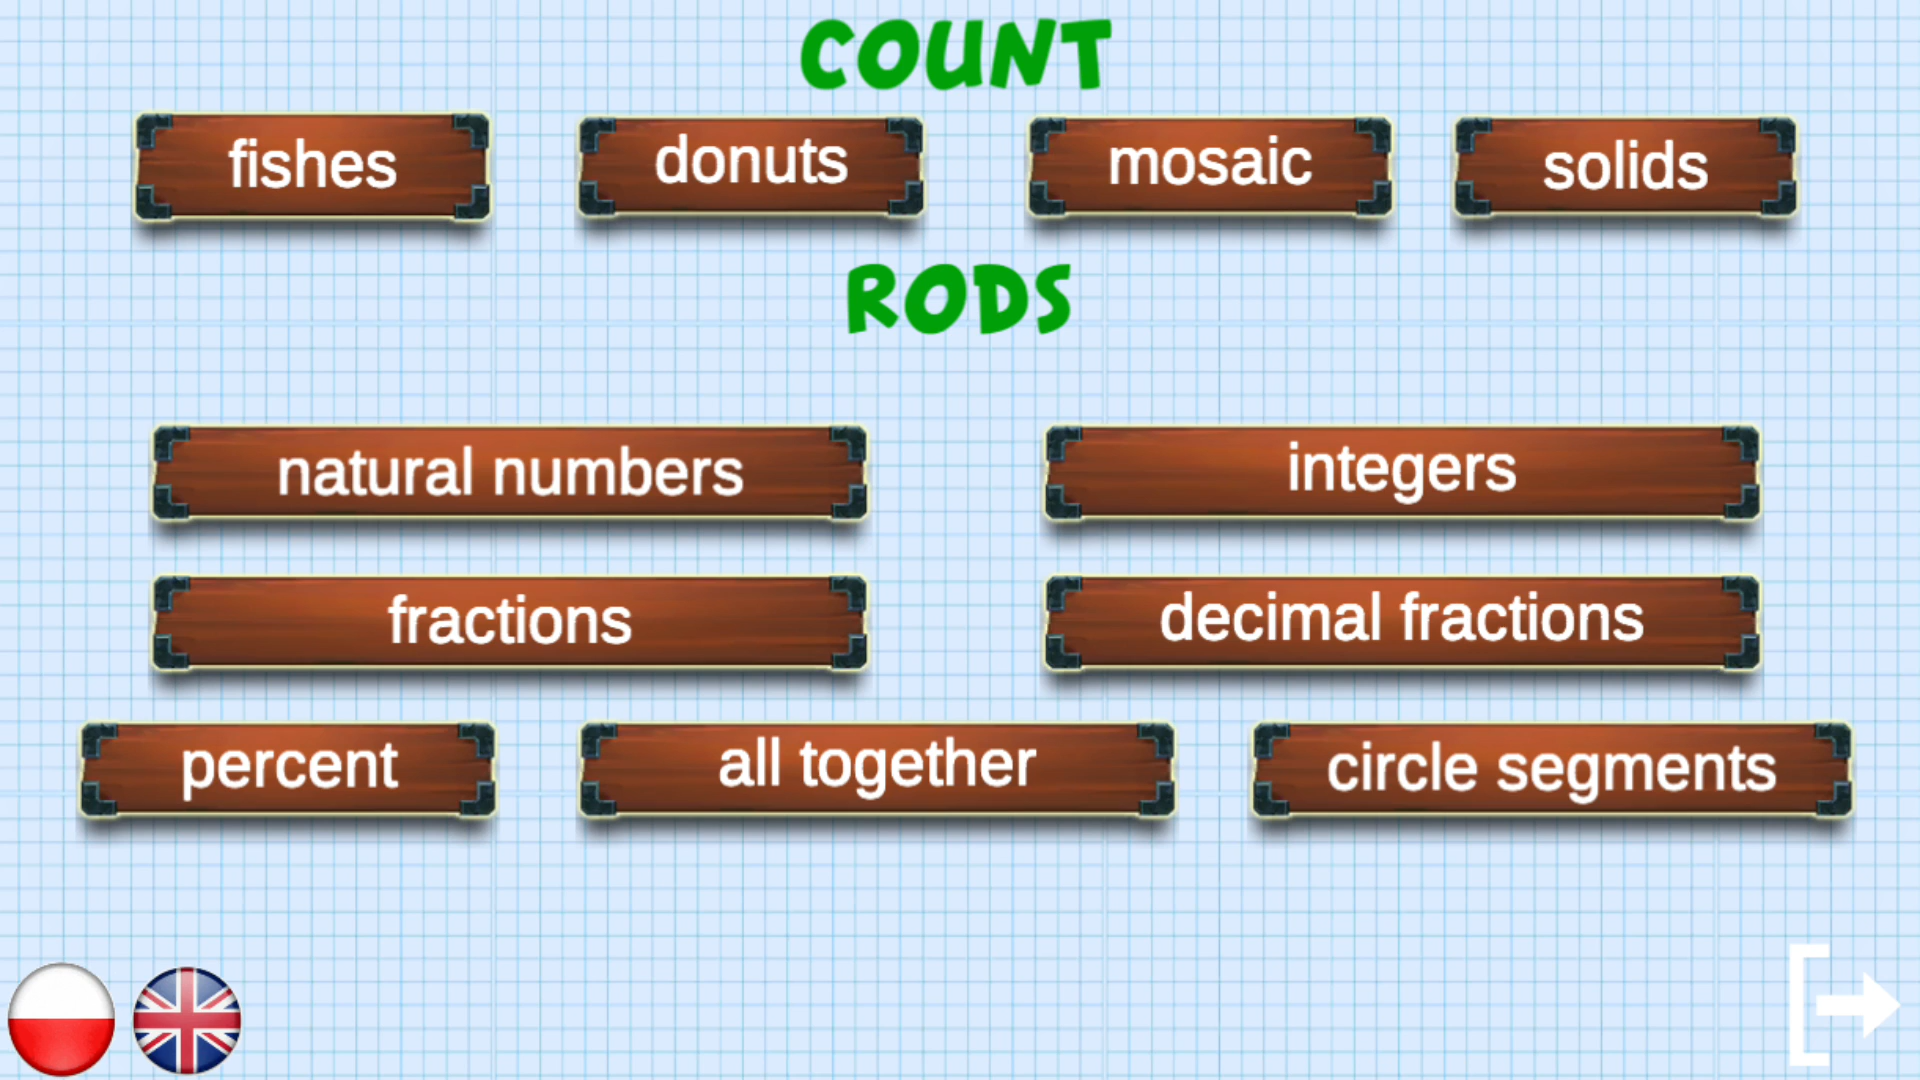 COUNT
fishes
donuts
mosaic
solids
RODS
natural numbers
integers
fractions
decimal fractions
percent
all together
circle segments